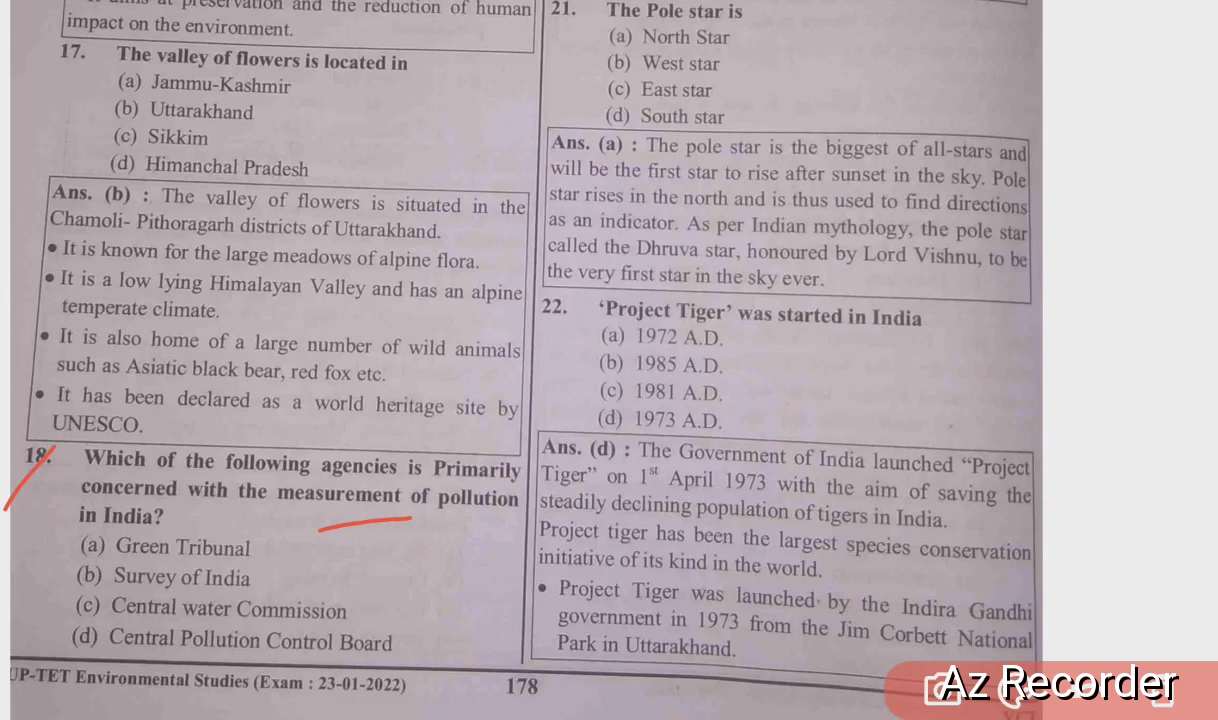 preservation and the reduction of human
impact on the environment.
17. The valley of flowers is located in
(a) Jammu-Kashmir
(b) Uttarakhand
(c) Sikkim
(d) Himanchal Pradesh
Ans. (b) : The valley of flowers is situated in the
Chamoli- Pithoragarh districts of Uttarakhand.
• It is known for the large meadows of alpine flora.
• It is a low lying Himalayan Valley and has an alpine
temperate climate.
• It is also home of a large number of wild animals
such as Asiatic black bear, red fox etc.
• It has been declared as a world heritage site by
UNESCO.
18. Which of the following agencies is Primarily
concerned with the measurement of pollution
in India?
(a) Green Tribunal
(b) Survey of India
(c) Central water Commission
(d) Central Pollution Control Board
21. The Pole star is
(a) North Star
(b) West star
(c) East star
(d) South star
Ans. (a) : The pole star is the biggest of all-stars and
will be the first star to rise after sunset in the sky. Pole
star rises in the north and is thus used to find directions
as an indicator. As per Indian mythology, the pole star
called the Dhruva star, honoured by Lord Vishnu, to be
the very first star in the sky ever.
22. ‘Project Tiger’ was started in India
(a) 1972 A.D.
(b) 1985 A.D.
(c) 1981 A.D.
(d) 1973 A.D.
Ans. (d) : The Government of India launched “Project
Tiger” on 1st April 1973 with the aim of saving the
steadily declining population of tigers in India.
Project tiger has been the largest species conservation
initiative of its kind in the world.
• Project Tiger was launched by the Indira Gandhi
government in 1973 from the Jim Corbett National
Park in Uttarakhand.
UP-TET Environmental Studies (Exam : 23-01-2022)
178
Az Recorder